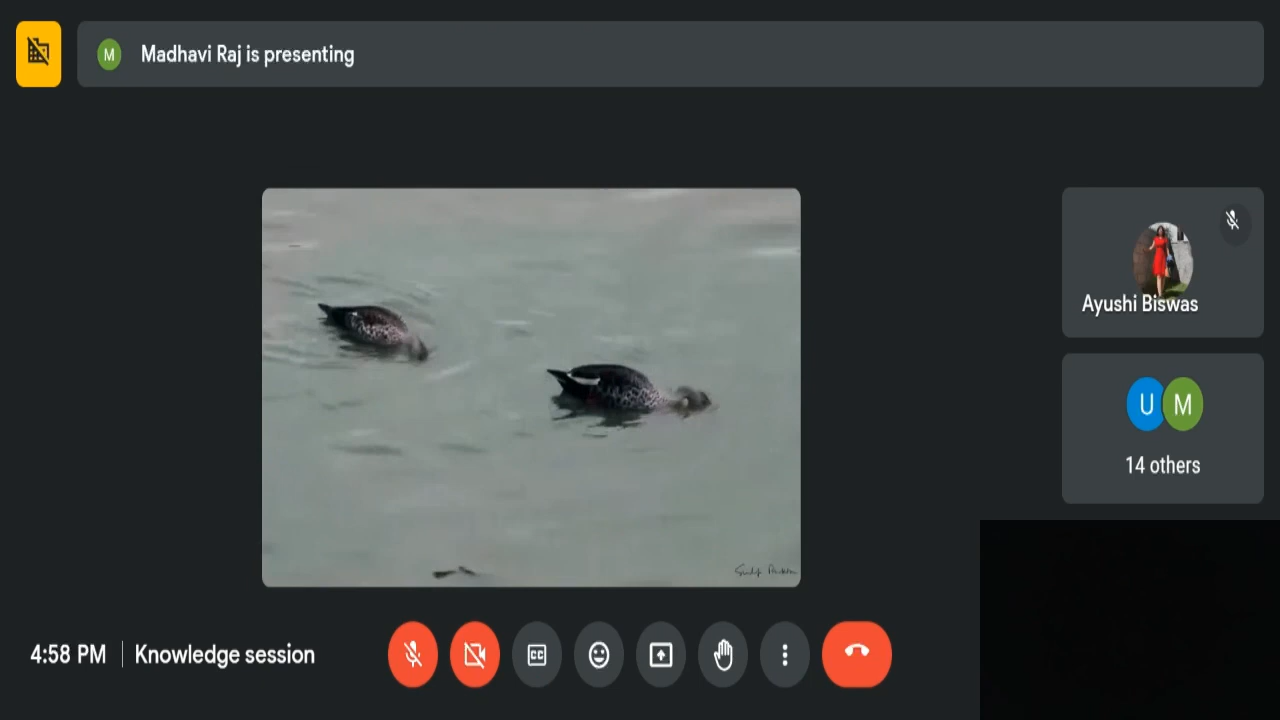 M Madhavi Raj is presenting
Ayushi Biswas
U M
14 others
4:58 PM Knowledge session